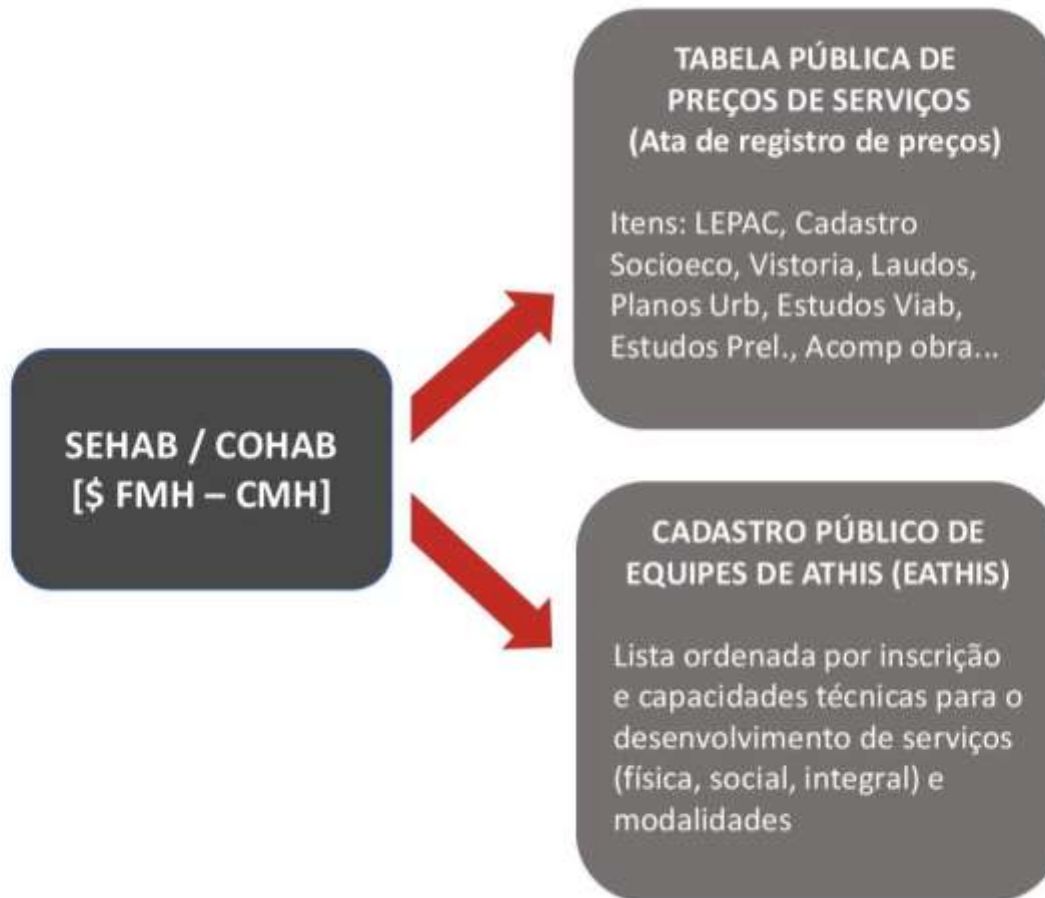 TABELA PÚBLICA DE
PREÇOS DE SERVIÇOS
(Ata de registro de preços)
Itens: LEPAC, Cadastro
Socioeco, Vistoria, Laudos,
Planos Urb, Estudos Viab,
Estudos Prel., Acomp obra...
SEHAB / COHAB
[$ FMH – CMH]
CADASTRO PÚBLICO DE
EQUIPES DE ATHIS (EATHIS)
Lista ordenada por inscrição
e capacidades técnicas para o
desenvolvimento de serviços
(física, social, integral) e
modalidades